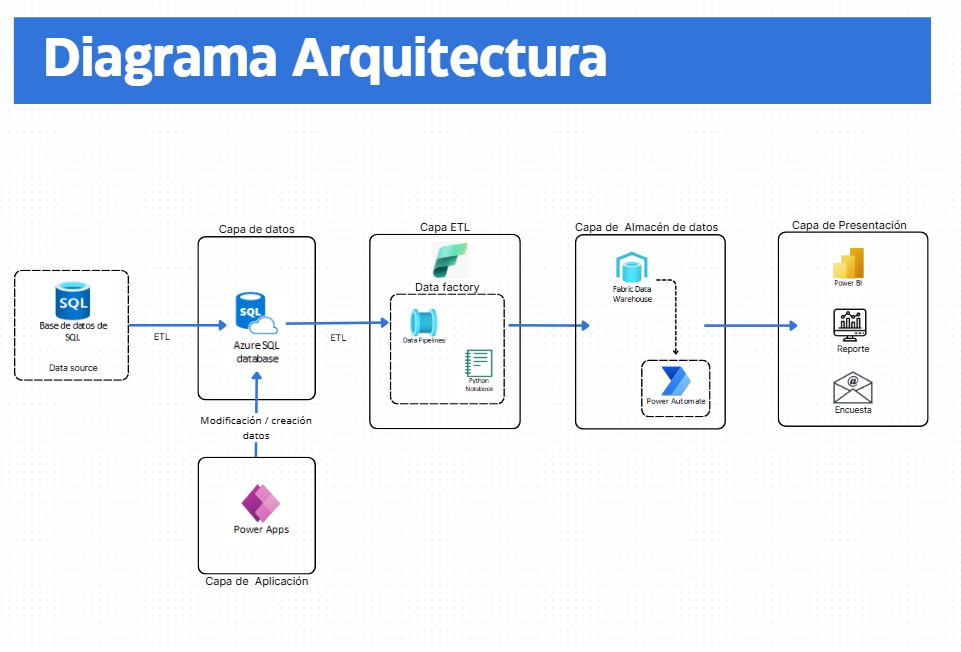 Diagrama Arquitectura
Base de datos de
SQL
Data source
ETL
Capa de datos
SQL
Azure SQL
database
Modificación / creación
datos
Power Apps
Capa de Aplicación
ETL
Capa ETL
Data factory
Data Pipelines
Python
Notebook
Capa de Almacén de datos
Fabric Data
Warehouse
Power Automate
Capa de Presentación
Power BI
Reporte
@
Encuesta
SQL